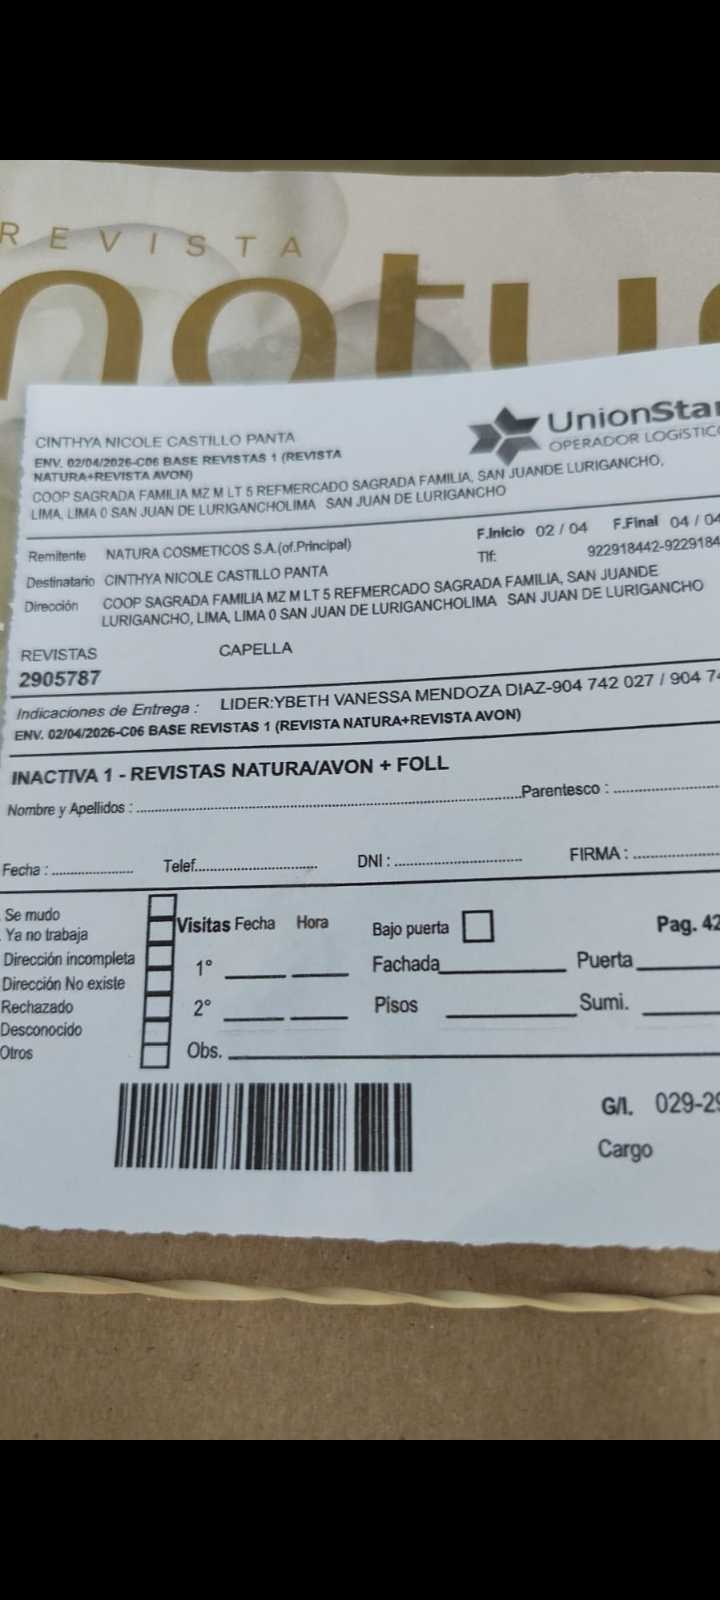 REVISTA
natu
CINTHYA NICOLE CASTILLO PANTA
ENV. 02/04/2026-C06 BASE REVISTAS 1 (REVISTA
NATURA+REVISTA AVON)
COOP SAGRADA FAMILIA MZ M LT 5 REFMERCADO SAGRADA FAMILIA, SAN JUANDE LURIGANCHO,
LIMA, LIMA 0 SAN JUAN DE LURIGANCHOLIMA SAN JUAN DE LURIGANCHO
UnionStar
OPERADOR LOGISTICO
Remitente NATURA COSMETICOS S.A.(of.Principal)
F.Inicio 02 / 04 F.Final 04 / 04
Destinatario CINTHYA NICOLE CASTILLO PANTA
Tlf: 922918442-9229184
Dirección COOP SAGRADA FAMILIA MZ M LT 5 REFMERCADO SAGRADA FAMILIA, SAN JUANDE
LURIGANCHO, LIMA, LIMA 0 SAN JUAN DE LURIGANCHOLIMA SAN JUAN DE LURIGANCHO
REVISTAS CAPELLA
2905787
Indicaciones de Entrega : LIDER:YBETH VANESSA MENDOZA DIAZ-904 742 027 / 904 74
ENV. 02/04/2026-C06 BASE REVISTAS 1 (REVISTA NATURA+REVISTA AVON)
INACTIVA 1 - REVISTAS NATURA/AVON + FOLL
Nombre y Apellidos : Parentesco :
Fecha : Telef. DNI : FIRMA :
Se mudo
Ya no trabaja
Dirección incompleta
Dirección No existe
Rechazado
Desconocido
Otros
Visitas Fecha Hora
1°
2°
Obs.
Bajo puerta Pag. 42
Fachada Puerta
Pisos Sumi.
G/I. 029-29
Cargo